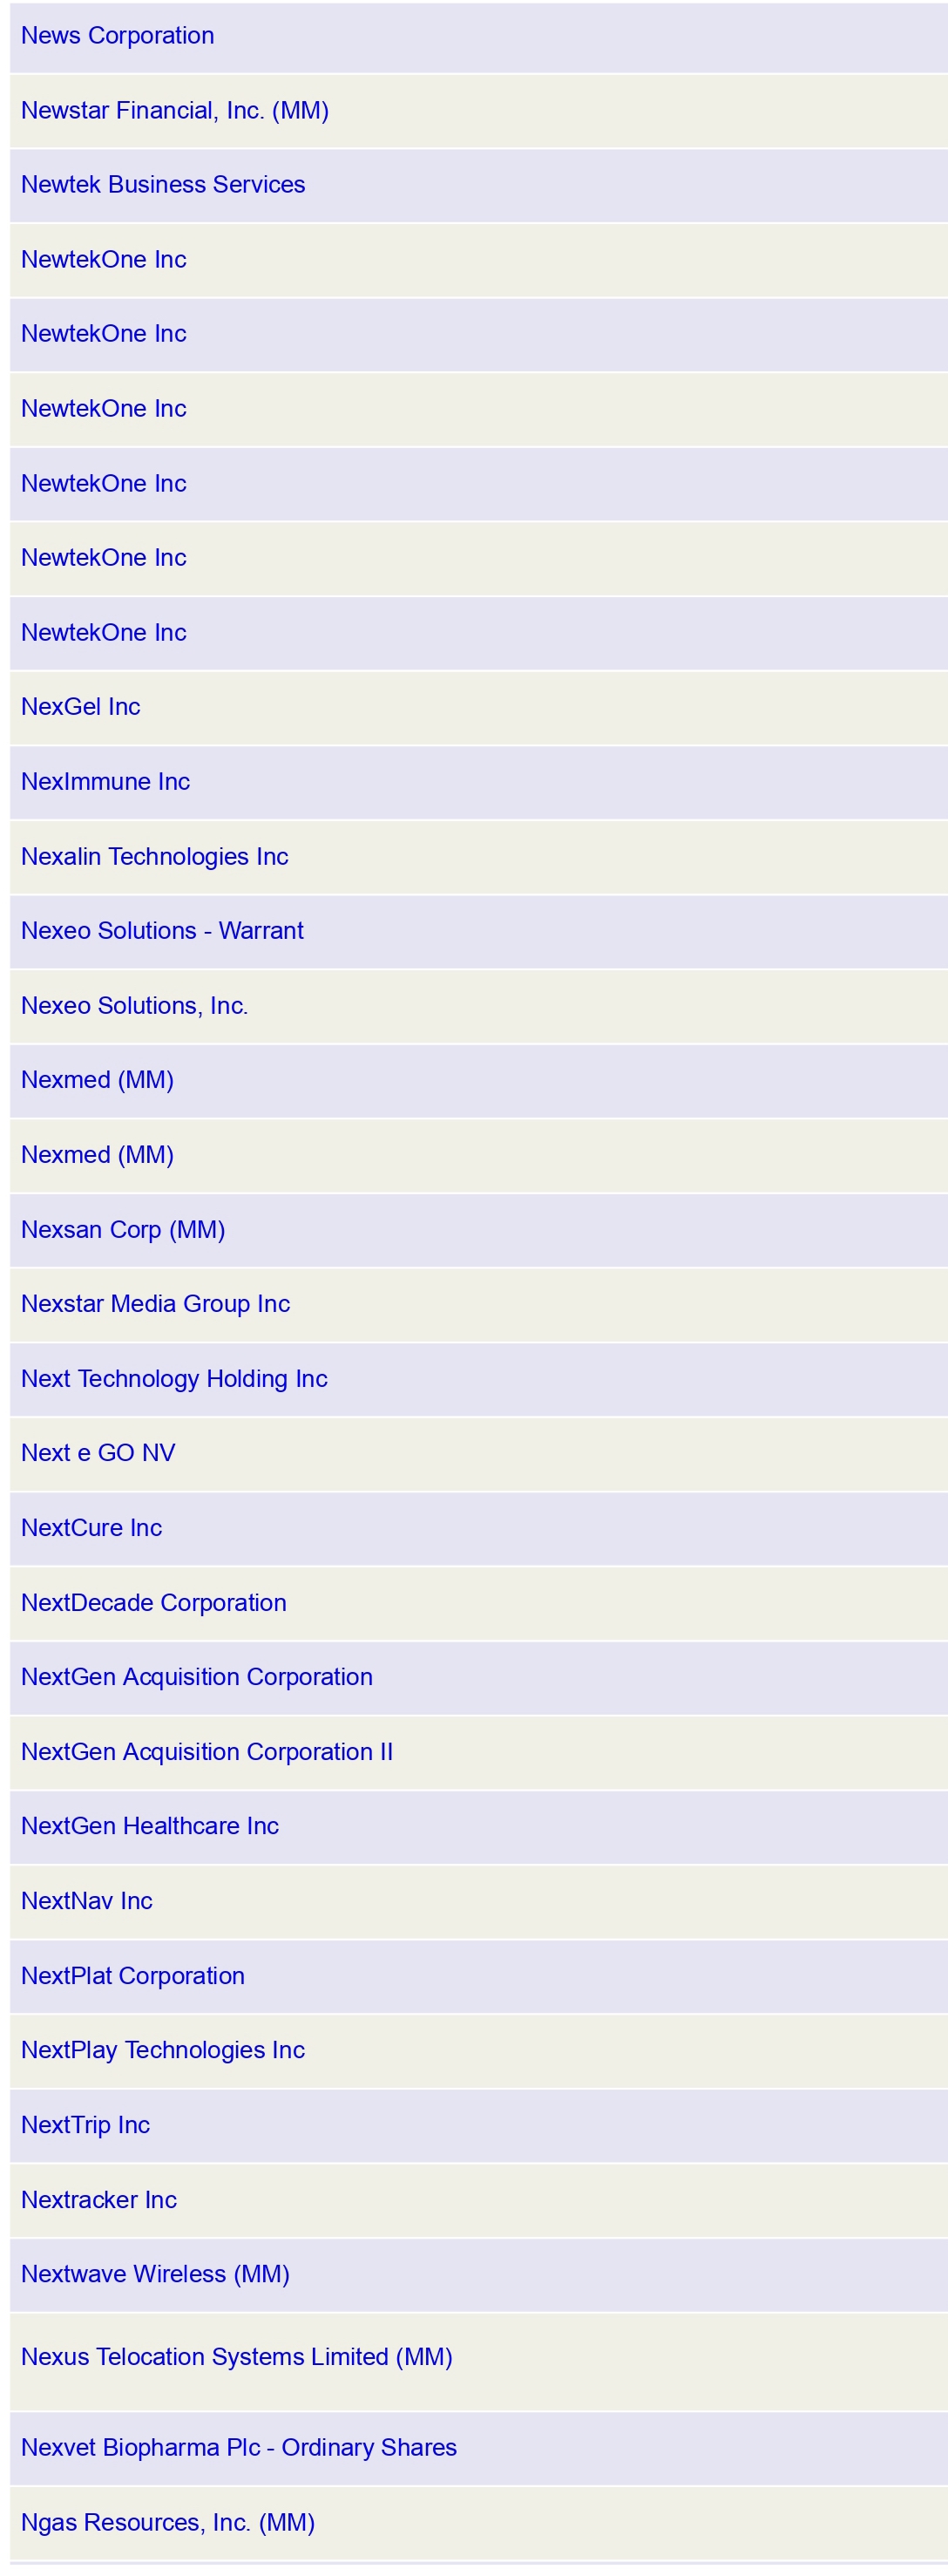 News Corporation
Newstar Financial, Inc. (MM)
Newtek Business Services
NewtekOne Inc
NewtekOne Inc
NewtekOne Inc
NewtekOne Inc
NewtekOne Inc
NewtekOne Inc
NexGel Inc
NexImmune Inc
Nexalin Technologies Inc
Nexeo Solutions - Warrant
Nexeo Solutions, Inc.
Nexmed (MM)
Nexmed (MM)
Nexsan Corp (MM)
Nexstar Media Group Inc
Next Technology Holding Inc
Next e GO NV
NextCure Inc
NextDecade Corporation
NextGen Acquisition Corporation
NextGen Acquisition Corporation II
NextGen Healthcare Inc
NextNav Inc
NextPlat Corporation
NextPlay Technologies Inc
NextTrip Inc
Nextracker Inc
Nextwave Wireless (MM)
Nexus Telocation Systems Limited (MM)
Nexvet Biopharma Plc - Ordinary Shares
Ngas Resources, Inc. (MM)